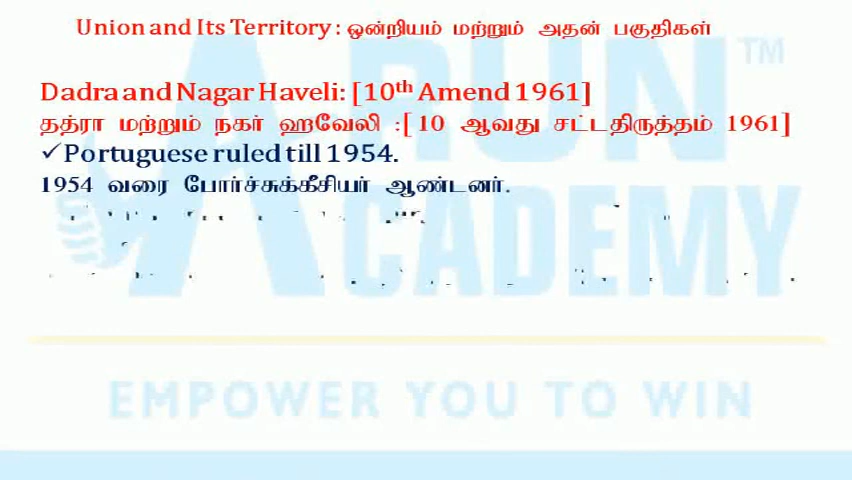 Union and Its Territory : ஒன்றியம் மற்றும் அதன் பகுதிகள்
Dadra and Nagar Haveli: [10th Amend 1961]
தத்ரா மற்றும் நகர் ஹவேலி :[ 10 ஆவது சட்டதிருத்தம் 1961]
✓Portuguese ruled till 1954.
1954 வரை போர்ச்சுக்கீசியர் ஆண்டனர்.
ARUN
ACADEMY
TM
EMPOWER YOU TO WIN